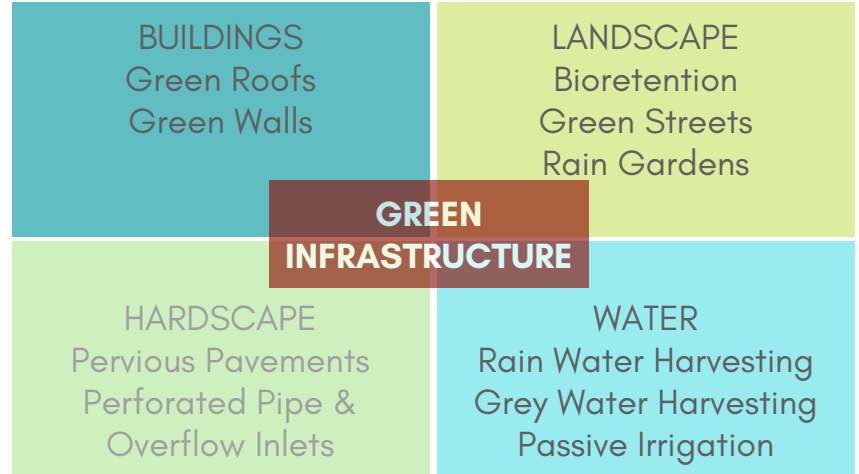 BUILDINGS
Green Roofs
Green Walls
LANDSCAPE
Bioretention
Green Streets
Rain Gardens
GREEN
INFRASTRUCTURE
HARDSCAPE
Pervious Pavements
Perforated Pipe &
Overflow Inlets
WATER
Rain Water Harvesting
Grey Water Harvesting
Passive Irrigation